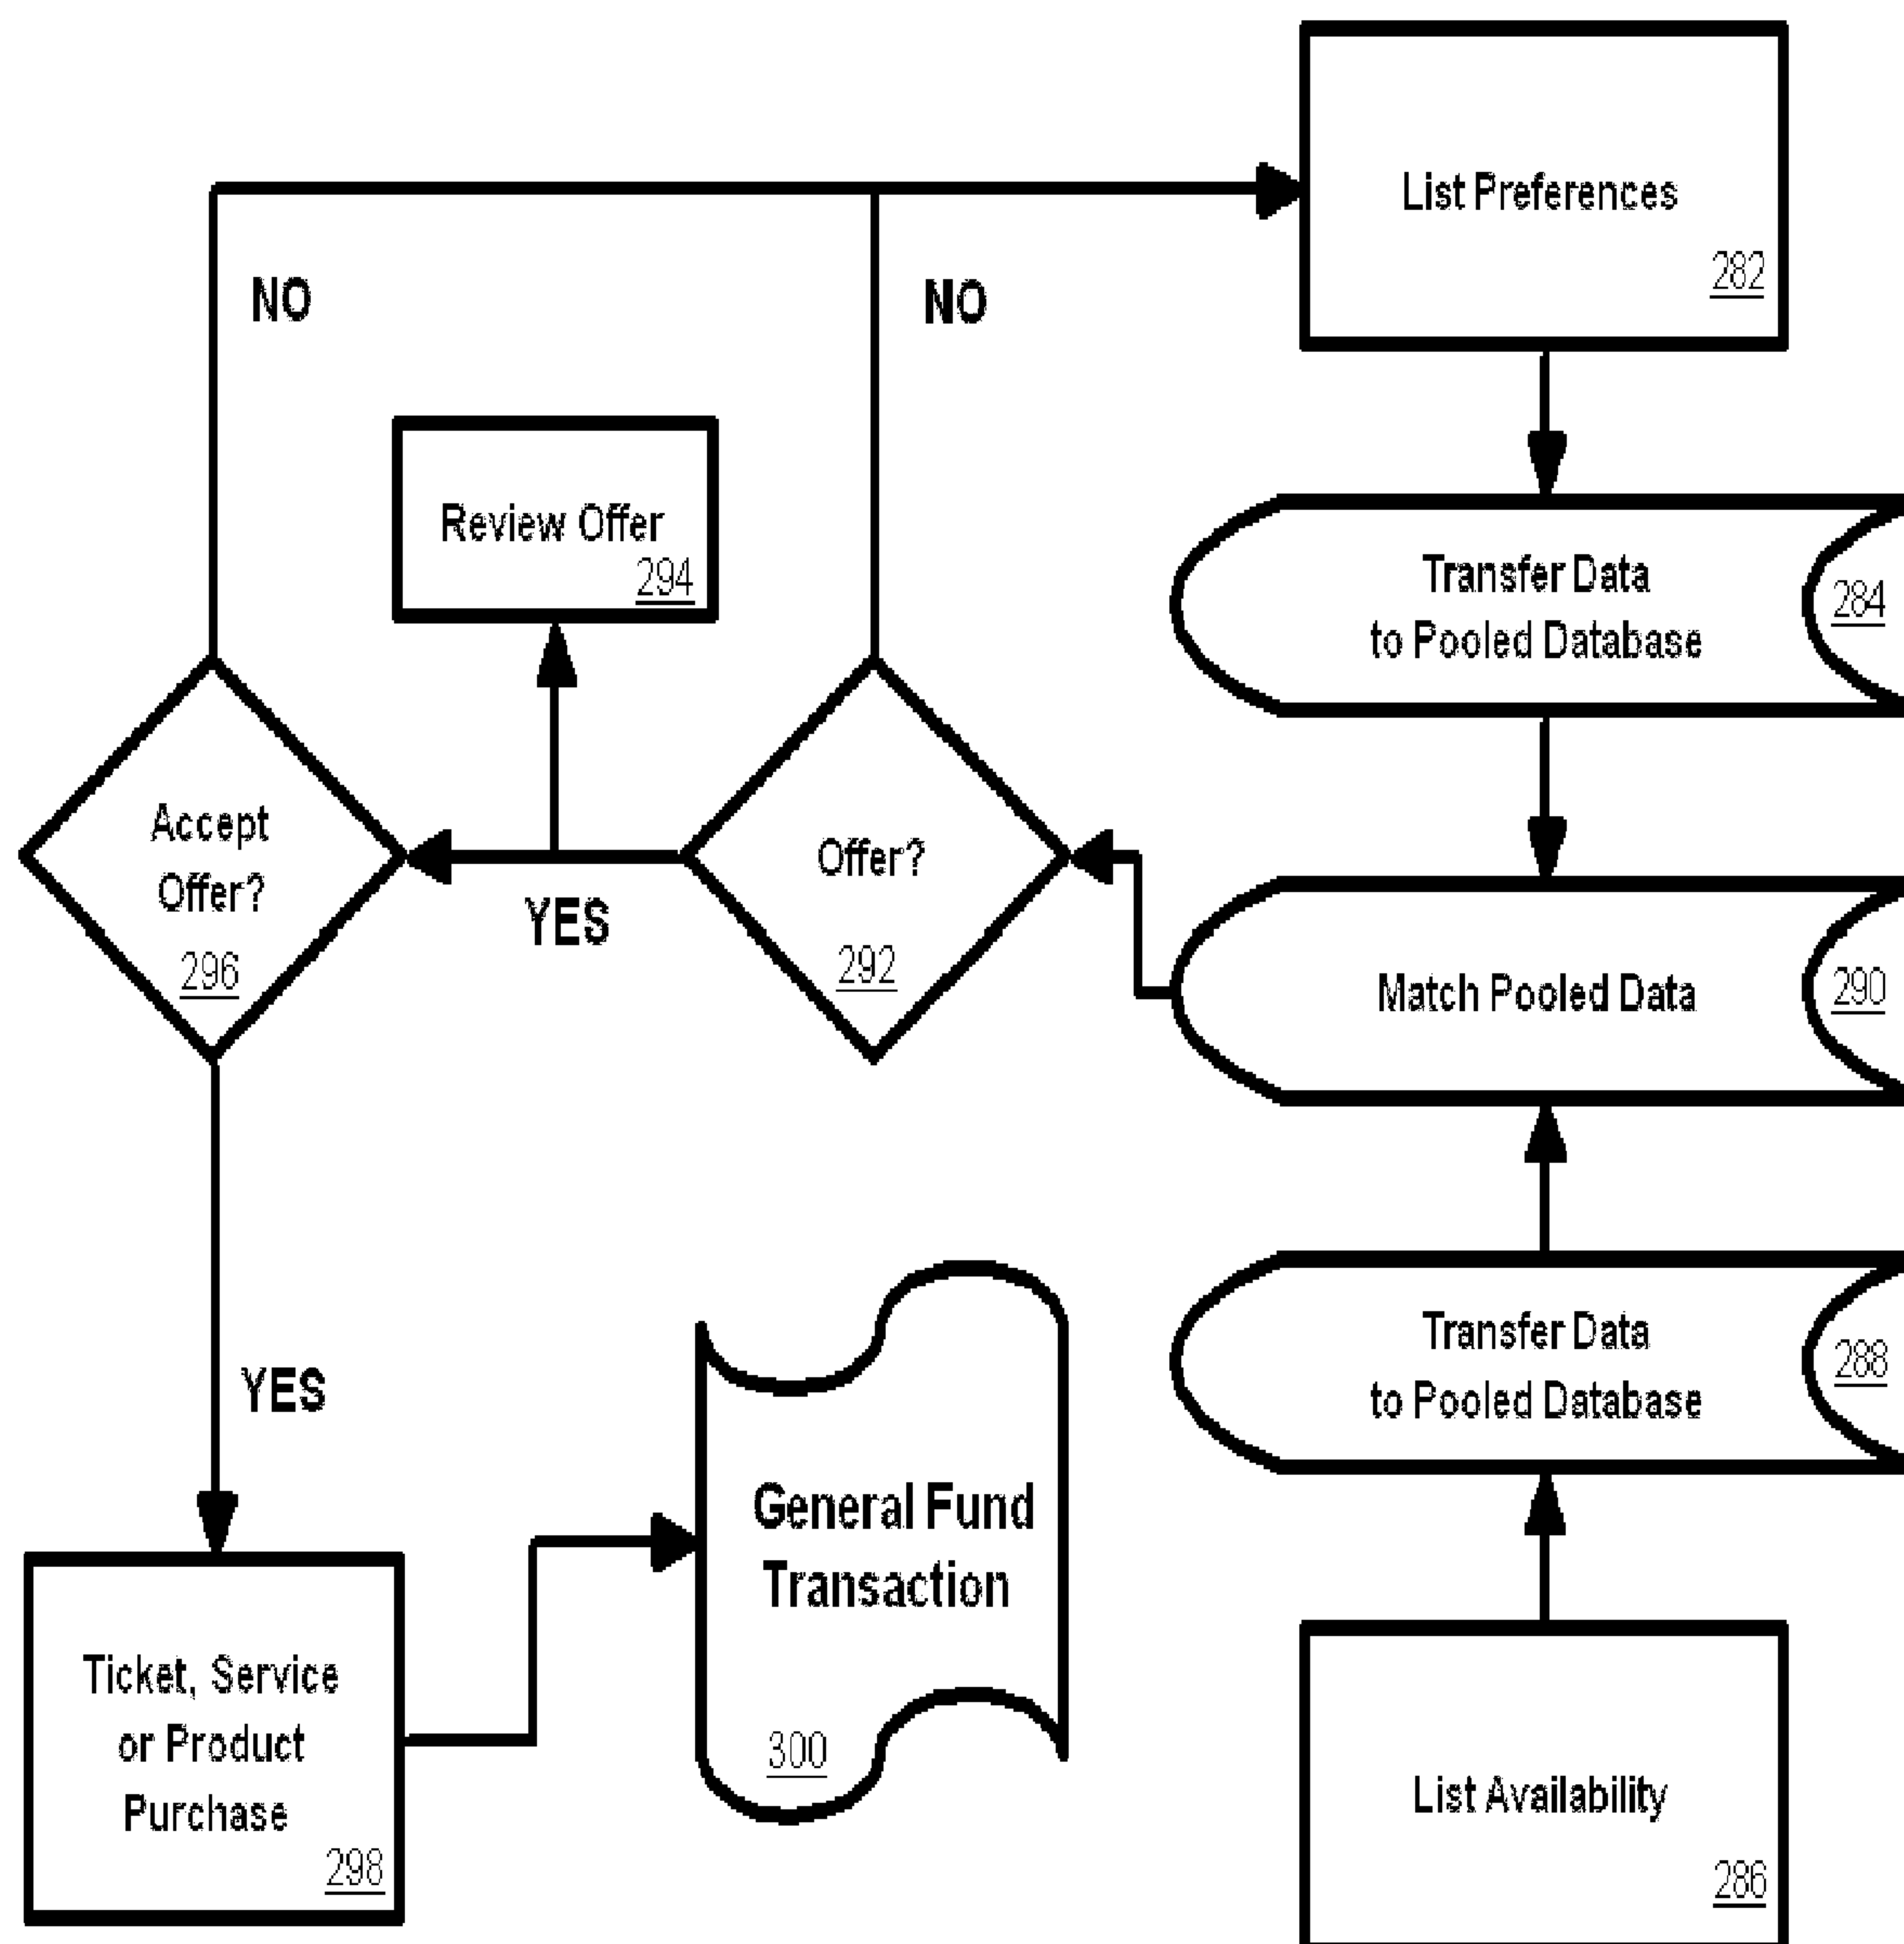 List Preferences
282
NO
NO
Review Offer
294
Transfer Data
to Pooled Database
284
Accept
Offer?
296
YES
Offer?
292
Match Pooled Data
290
Transfer Data
to Pooled Database
288
YES
General Fund
Transaction
300
Ticket, Service
or Product
Purchase
298
List Availability
286